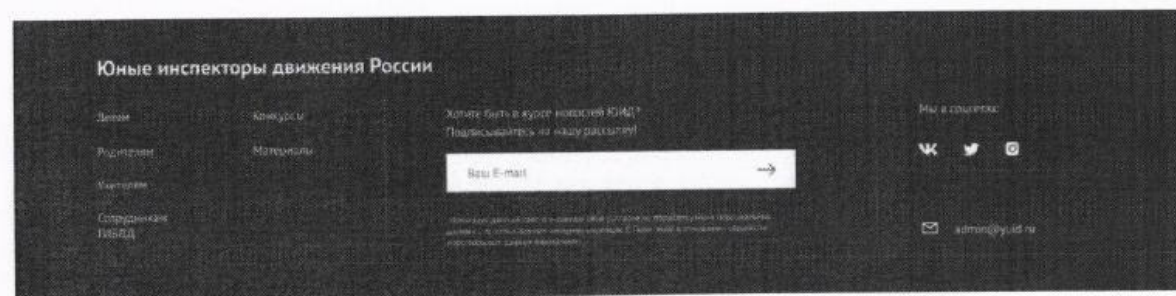 Юные инспекторы движения России
Детям
Родителям
Учителям
Сотрудникам
ГИБДД
Конкурсы
Материалы
Хотите быть в курсе новостей ЮИД?
Подписывайтесь на нашу рассылку!
Ваш E-mail
Мы в соцсетях:
admin@yuid.ru